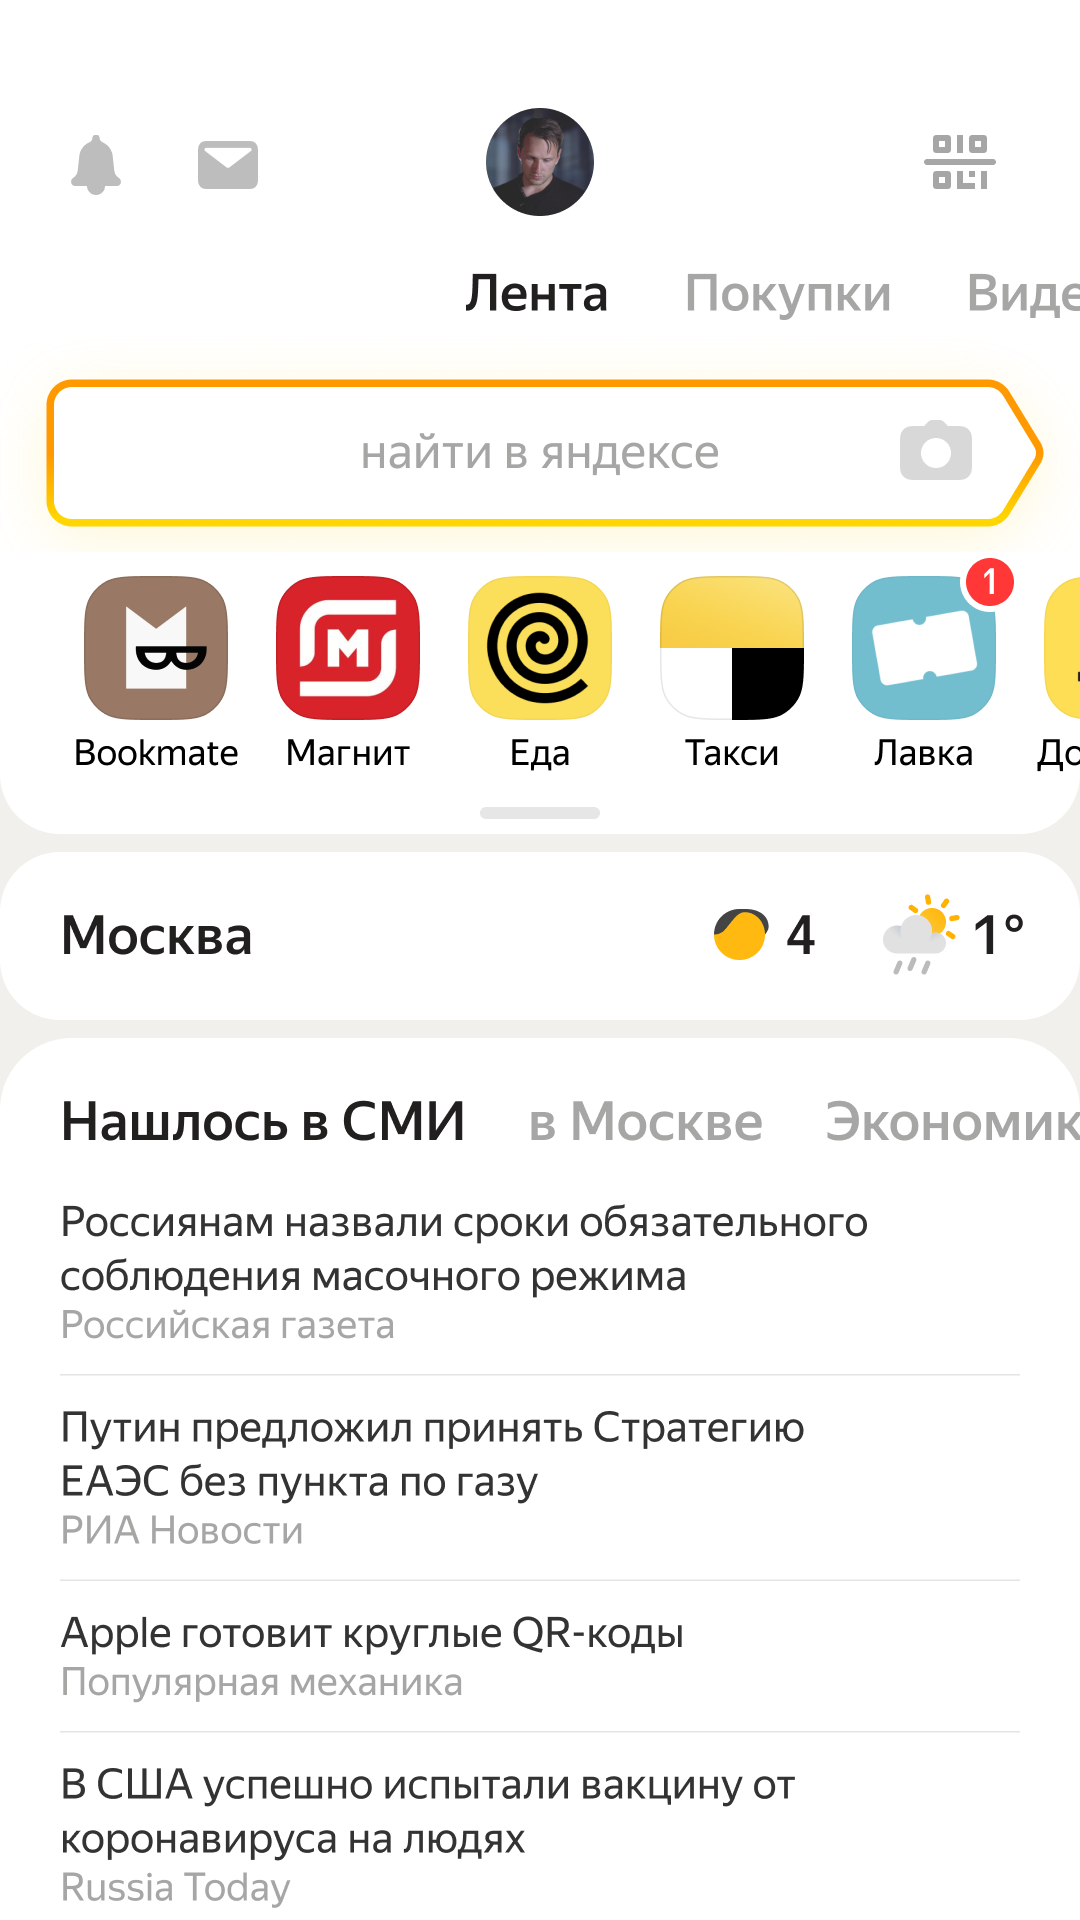 Лента Покупки Виде
найти в яндексе
1
Bookmate Магнит Еда Такси Лавка До
Москва 4 1°
Нашлось в СМИ в Москве Экономик
Россиянам назвали сроки обязательного
соблюдения масочного режима
Российская газета
Путин предложил принять Стратегию
ЕАЭС без пункта по газу
РИА Новости
Apple готовит круглые QR-коды
Популярная механика
В США успешно испытали вакцину от
коронавируса на людях
Russia Today